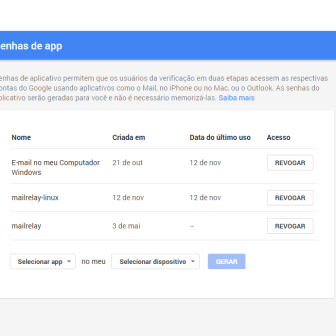 enhas de app
enhas de aplicativo permitem que os usuários da verificação em duas etapas acessem as respectivas
ontas do Google usando aplicativos como o Mail, no iPhone ou no Mac, ou o Outlook. As senhas do
plicativo serão geradas para você e não é necessário memorizá-las. Saiba mais
Nome Criada em Data do último uso Acesso
E-mail no meu Computador Windows 21 de out 12 de nov REVOGAR
mailrelay-linux 12 de nov 12 de nov REVOGAR
mailrelay 3 de mai – REVOGAR
Selecionar app no meu Selecionar dispositivo GERAR